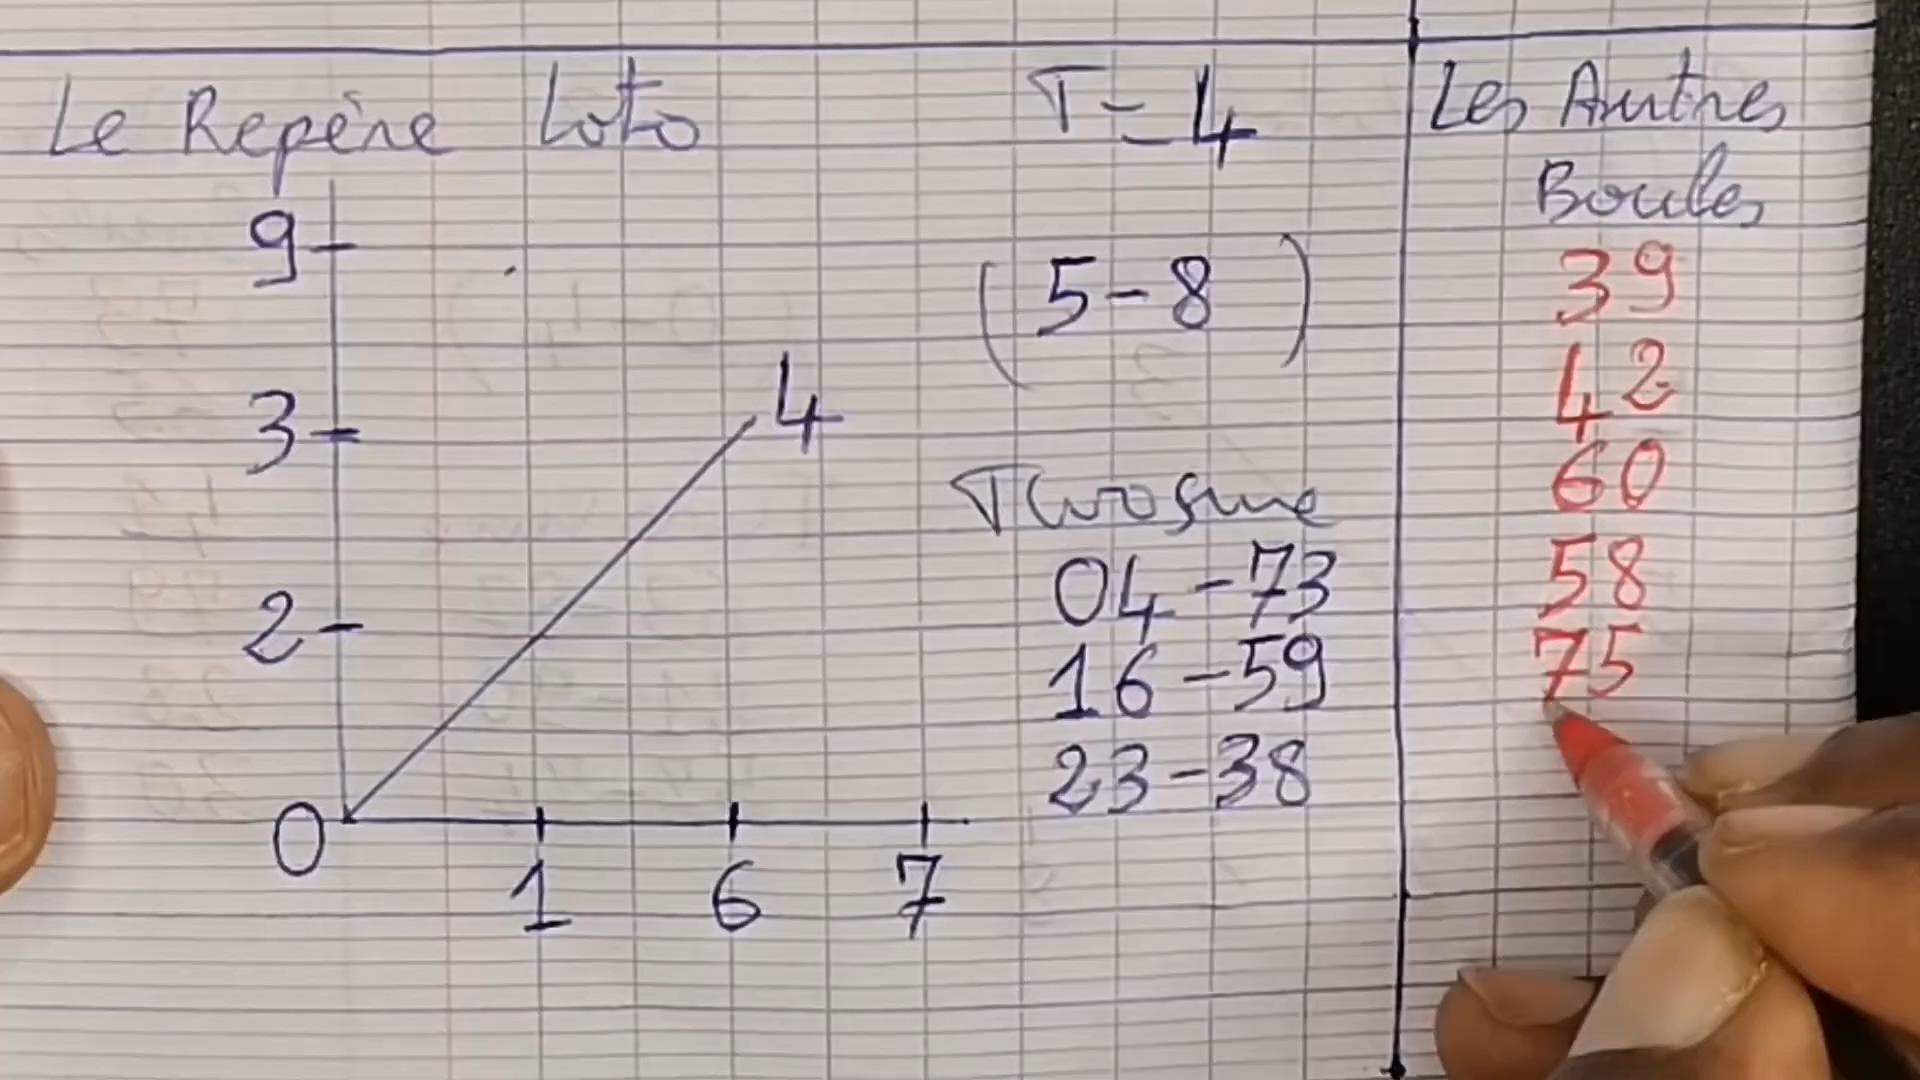 Le Repère Loto
T=4
9
3
2
0
4
1 6 7
(5-8)
Twosure
04-73
16-59
23-38
Les Autres
Boules
39
42
60
58
75